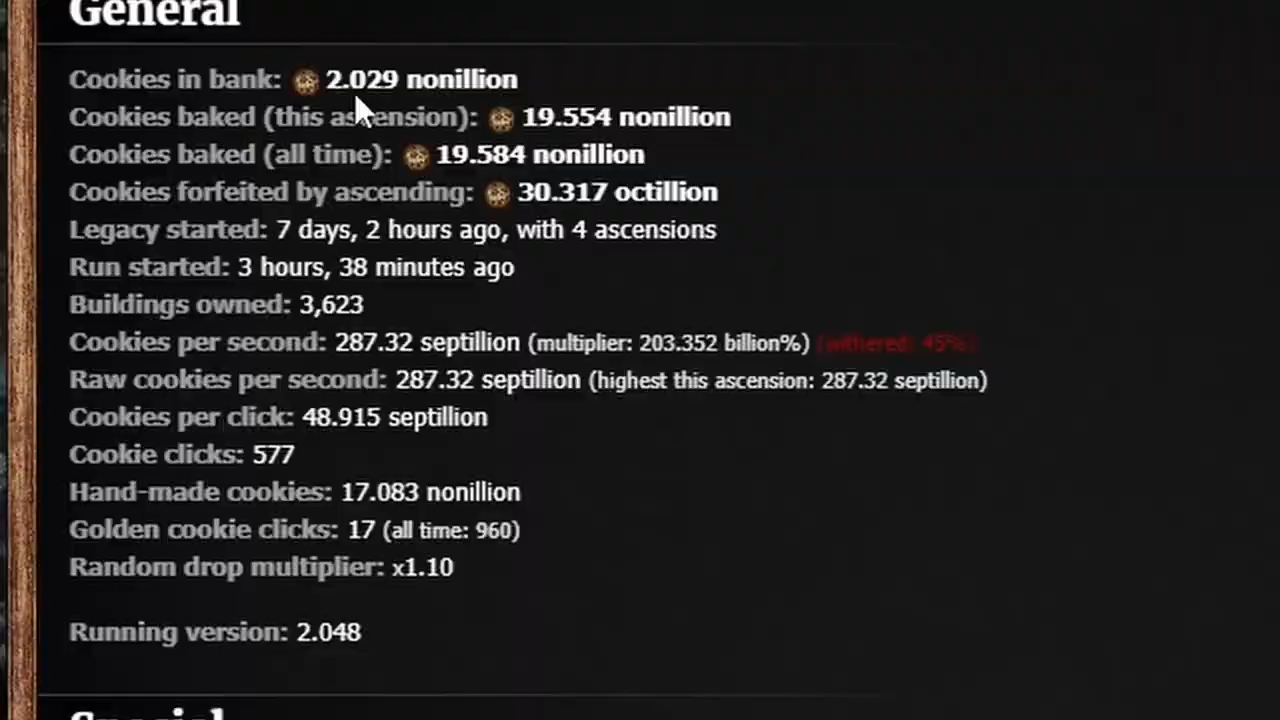 General
Cookies in bank: 2.029 nonillion
Cookies baked (this ascension): 19.554 nonillion
Cookies baked (all time): 19.584 nonillion
Cookies forfeited by ascending: 30.317 octillion
Legacy started: 7 days, 2 hours ago, with 4 ascensions
Run started: 3 hours, 38 minutes ago
Buildings owned: 3,623
Cookies per second: 287.32 septillion (multiplier: 203.352 billion%) (withered: 45%)
Raw cookies per second: 287.32 septillion (highest this ascension: 287.32 septillion)
Cookies per click: 48.915 septillion
Cookie clicks: 577
Hand-made cookies: 17.083 nonillion
Golden cookie clicks: 17 (all time: 960)
Random drop multiplier: x1.10
Running version: 2.048
Special